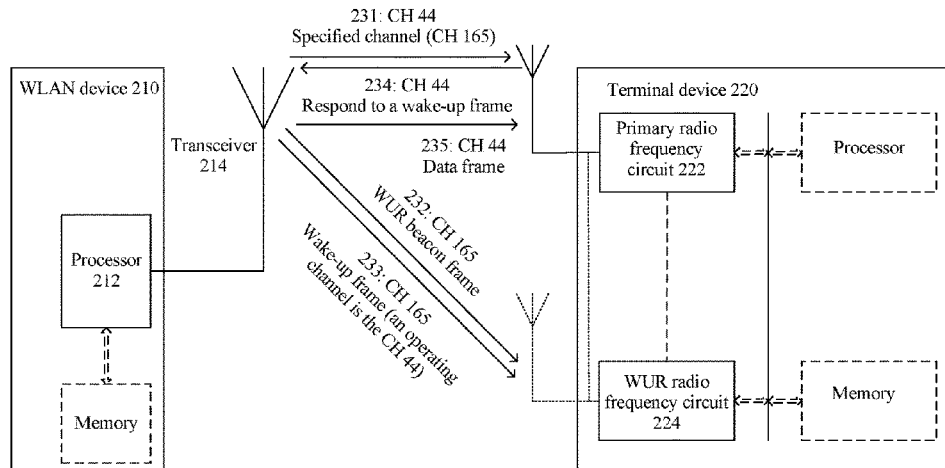 WLAN device 210
Transceiver
214
Processor
212
Memory
231: CH 44
Specified channel (CH 165)
234: CH 44
Respond to a wake-up frame
235: CH 44
Data frame
232: CH 165
WUR beacon frame
233: CH 165
Wake-up frame (an operating
channel is the CH 44)
Terminal device 220
Primary radio
frequency
circuit 222
Processor
WUR radio
frequency circuit
224
Memory